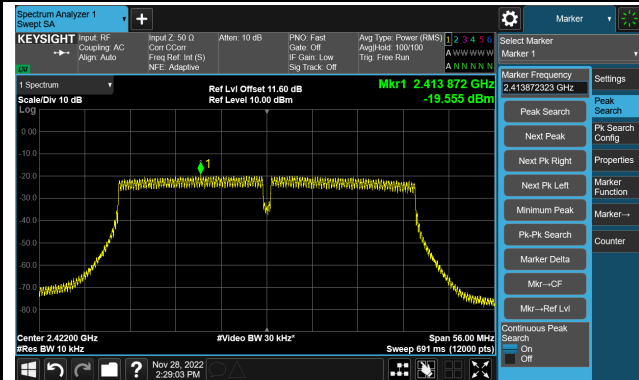 Spectrum Analyzer 1
Swept SA
Marker
KEYSIGHT
Input: RF
Coupling: AC
Align: Auto
Input Z: 50 Ω
Corr CCorr
Freq Ref: Int (S)
NFE: Adaptive
Atten: 10 dB
PNO: Fast
Gate: Off
IF Gain: Low
Sig Track: Off
Avg Type: Power (RMS)
Avg|Hold: 100/100
Trig: Free Run
1 2 3 4 5 6
A W W W W W
A N N N N N
LXI
Select Marker
Marker 1
1 Spectrum
Scale/Div 10 dB
Log
Ref Lvl Offset 11.60 dB
Ref Level 10.00 dBm
Mkr1 2.413 872 GHz
-19.555 dBm
0.00
-10.0
-20.0
-30.0
-40.0
-50.0
-60.0
-70.0
-80.0
1
Center 2.42200 GHz
#Res BW 10 kHz
#Video BW 30 kHz*
Span 56.00 MHz
Sweep 691 ms (12000 pts)
Marker Frequency
2.413872323 GHz
Peak Search
Next Peak
Next Pk Right
Next Pk Left
Minimum Peak
Pk-Pk Search
Marker Delta
Mkr→CF
Mkr→Ref Lvl
Continuous Peak
Search
On
Off
Settings
Peak
Search
Pk Search
Config
Properties
Marker
Function
Marker→
Counter
Nov 28, 2022
2:29:03 PM